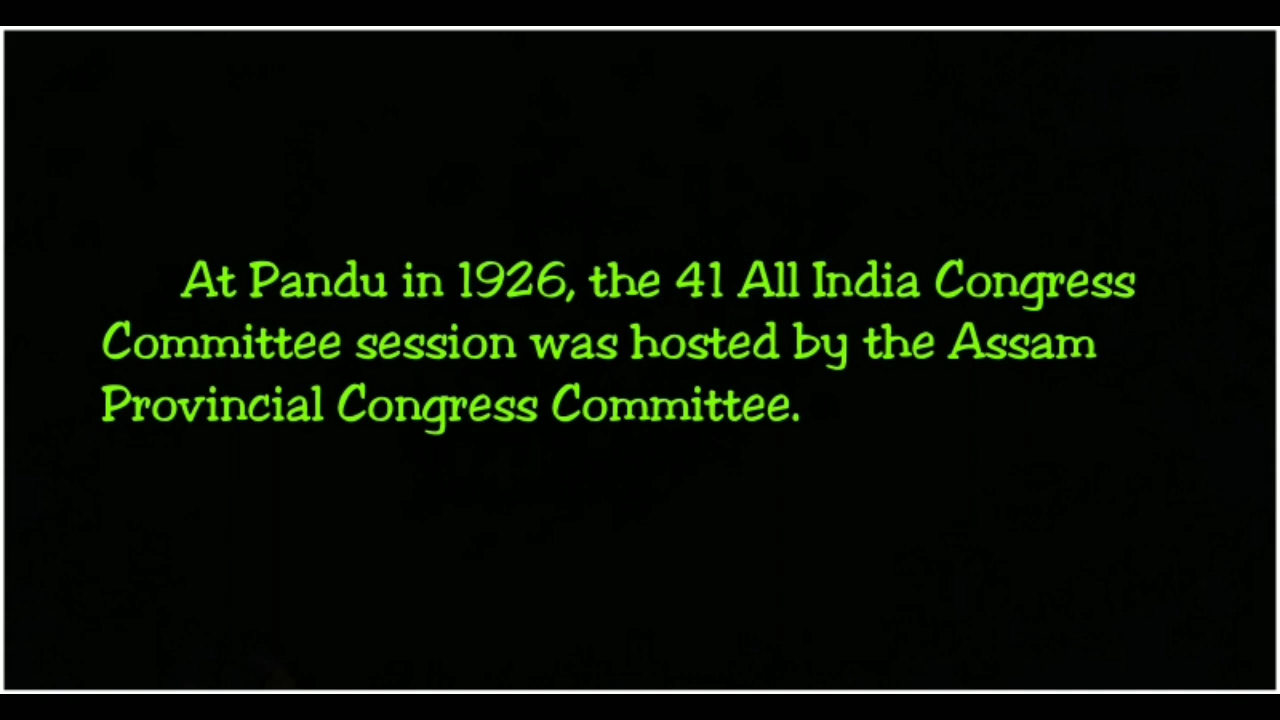 At Pandu in 1926, the 41 All India Congress
Committee session was hosted by the Assam
Provincial Congress Committee.